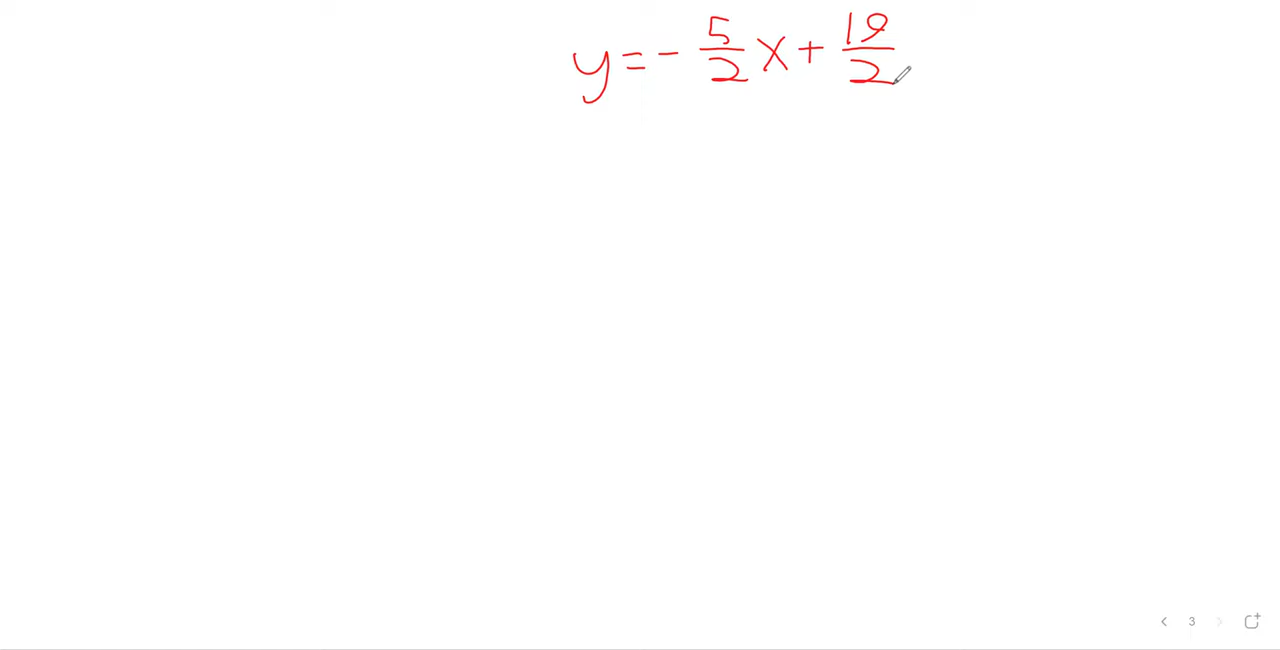 y = - 5/2 x + 19/2
3